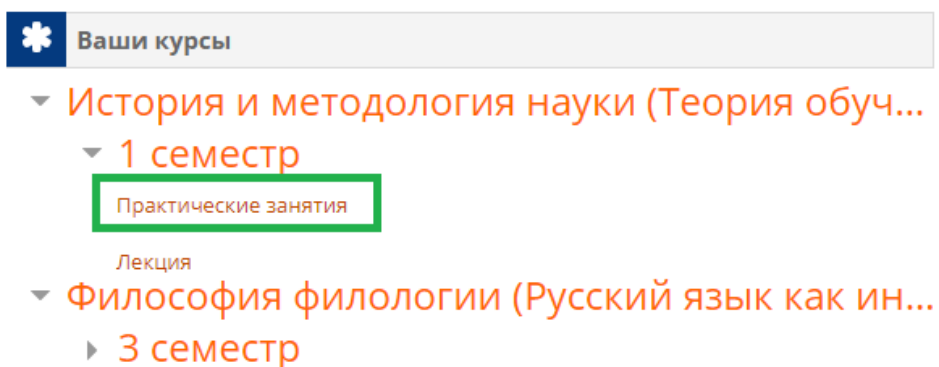 Ваши курсы
История и методология науки (Теория обуч...
1 семестр
Практические занятия
Лекция
Философия филологии (Русский язык как ин...
3 семестр